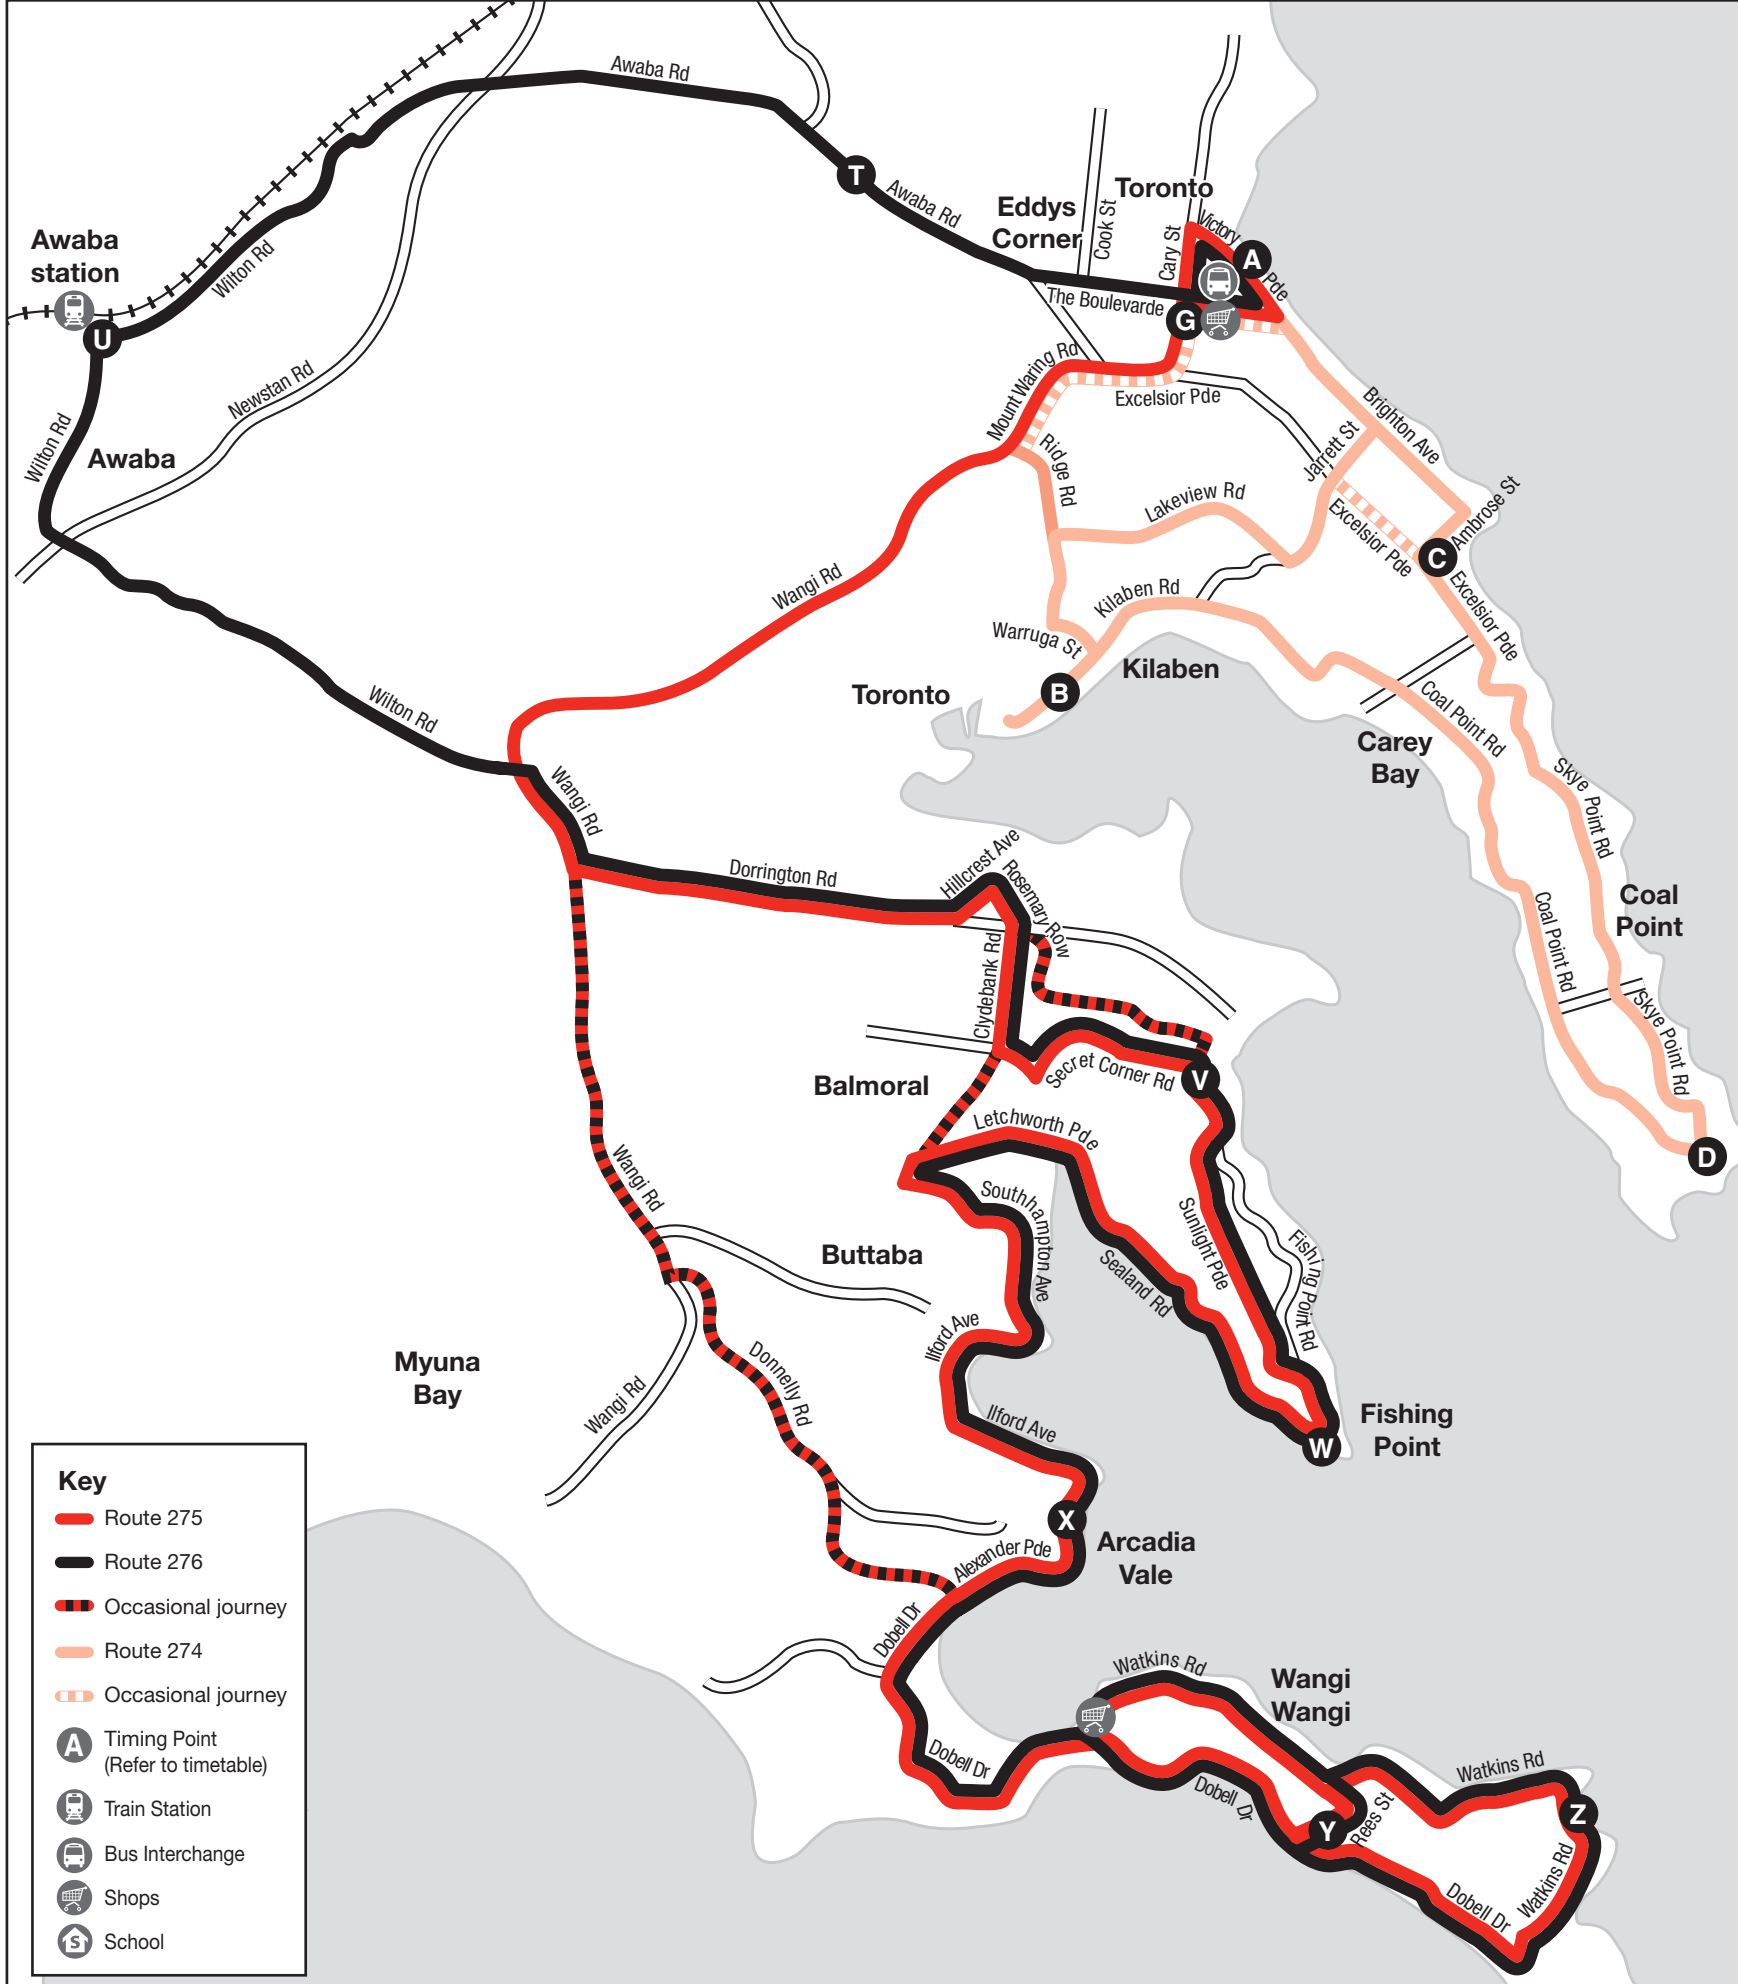 Awaba Rd
Victory
Pde
A
T
Awaba Rd
Toronto
Eddys
Corner
Cook St
Cary St
The Boulevarde
G
Awaba
station
U
Wilton Rd
Wilton Rd
Newstan Rd
Awaba
Mount Waring Rd
Excelsior Pde
Brighton Ave
Jarrett St
Ridge Rd
Lakeview Rd
Excelsior Pde
Ambrose St
C
Excelsior Pde
Wangi Rd
Kilaben Rd
Warruga St
Kilaben
Toronto
B
Wilton Rd
Coal Point Rd
Carey
Bay
Wangi Rd
Skye Point Rd
Dorrington Rd
Hillcrest Ave
Rosemary Row
Coal
Point
Coal Point Rd
Clydebank Rd
Skye Point Rd
Balmoral
Secret Corner Rd
V
Letchworth Pde
D
Wangi Rd
Southhampton Ave
Sunlight Pde
Buttaba
Sealand Rd
Fishing Point Rd
Ilford Ave
Myuna
Bay
Donnelly Rd
Wangi Rd
Ilford Ave
Fishing
Point
W
X
Arcadia
Vale
Alexander Pde
Dobell Dr
Watkins Rd
Wangi
Wangi
Dobell Dr
Dobell Dr
Watkins Rd
Y
Rees St
Z
Watkins Rd
Dobell Dr
Key
Route 275
Route 276
Occasional journey
Route 274
Occasional journey
A
Timing Point
(Refer to timetable)
Train Station
Bus Interchange
Shops
S
School